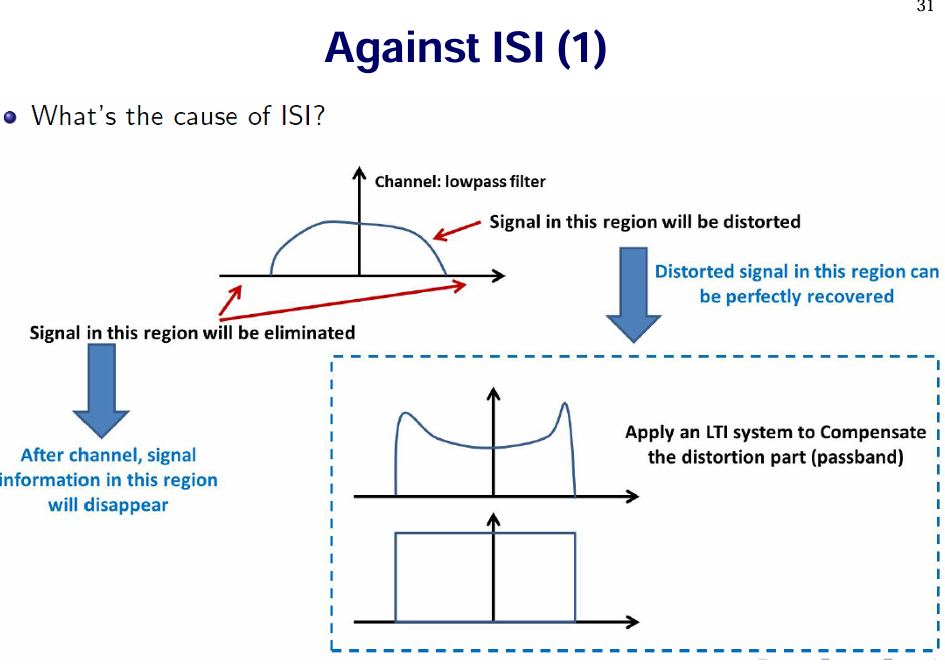 31
Against ISI (1)
What's the cause of ISI?
Channel: lowpass filter
Signal in this region will be distorted
Distorted signal in this region can
be perfectly recovered
Signal in this region will be eliminated
After channel, signal
information in this region
will disappear
Apply an LTI system to Compensate
the distortion part (passband)